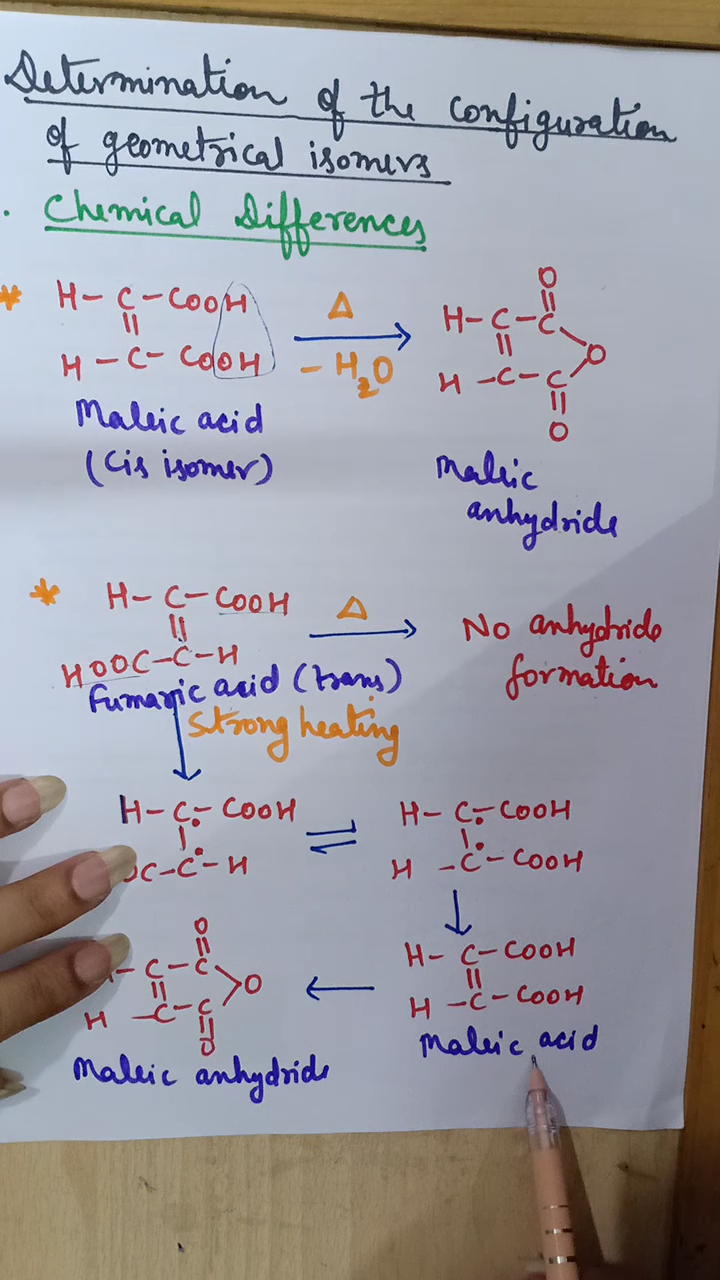 Determination of the configuration
of geometrical isomers
. Chemical Differences
* H-C-COOH Δ O
|| - H2O H-C-C
H-C-COOH || O
H-C-C
Maleic acid O
(Cis isomer) Maleic
anhydride
* H-C-COOH Δ No anhydride
|| formation
HOOC-C-H
Fumaric acid (trans)
Strong heating
H-C-COOH ⇌ H-C-COOH
OC-C-H H-C-COOH
O H-C-COOH
-C-C ||
|| O H-C-COOH
H-C-C
O Maleic acid
Maleic anhydride